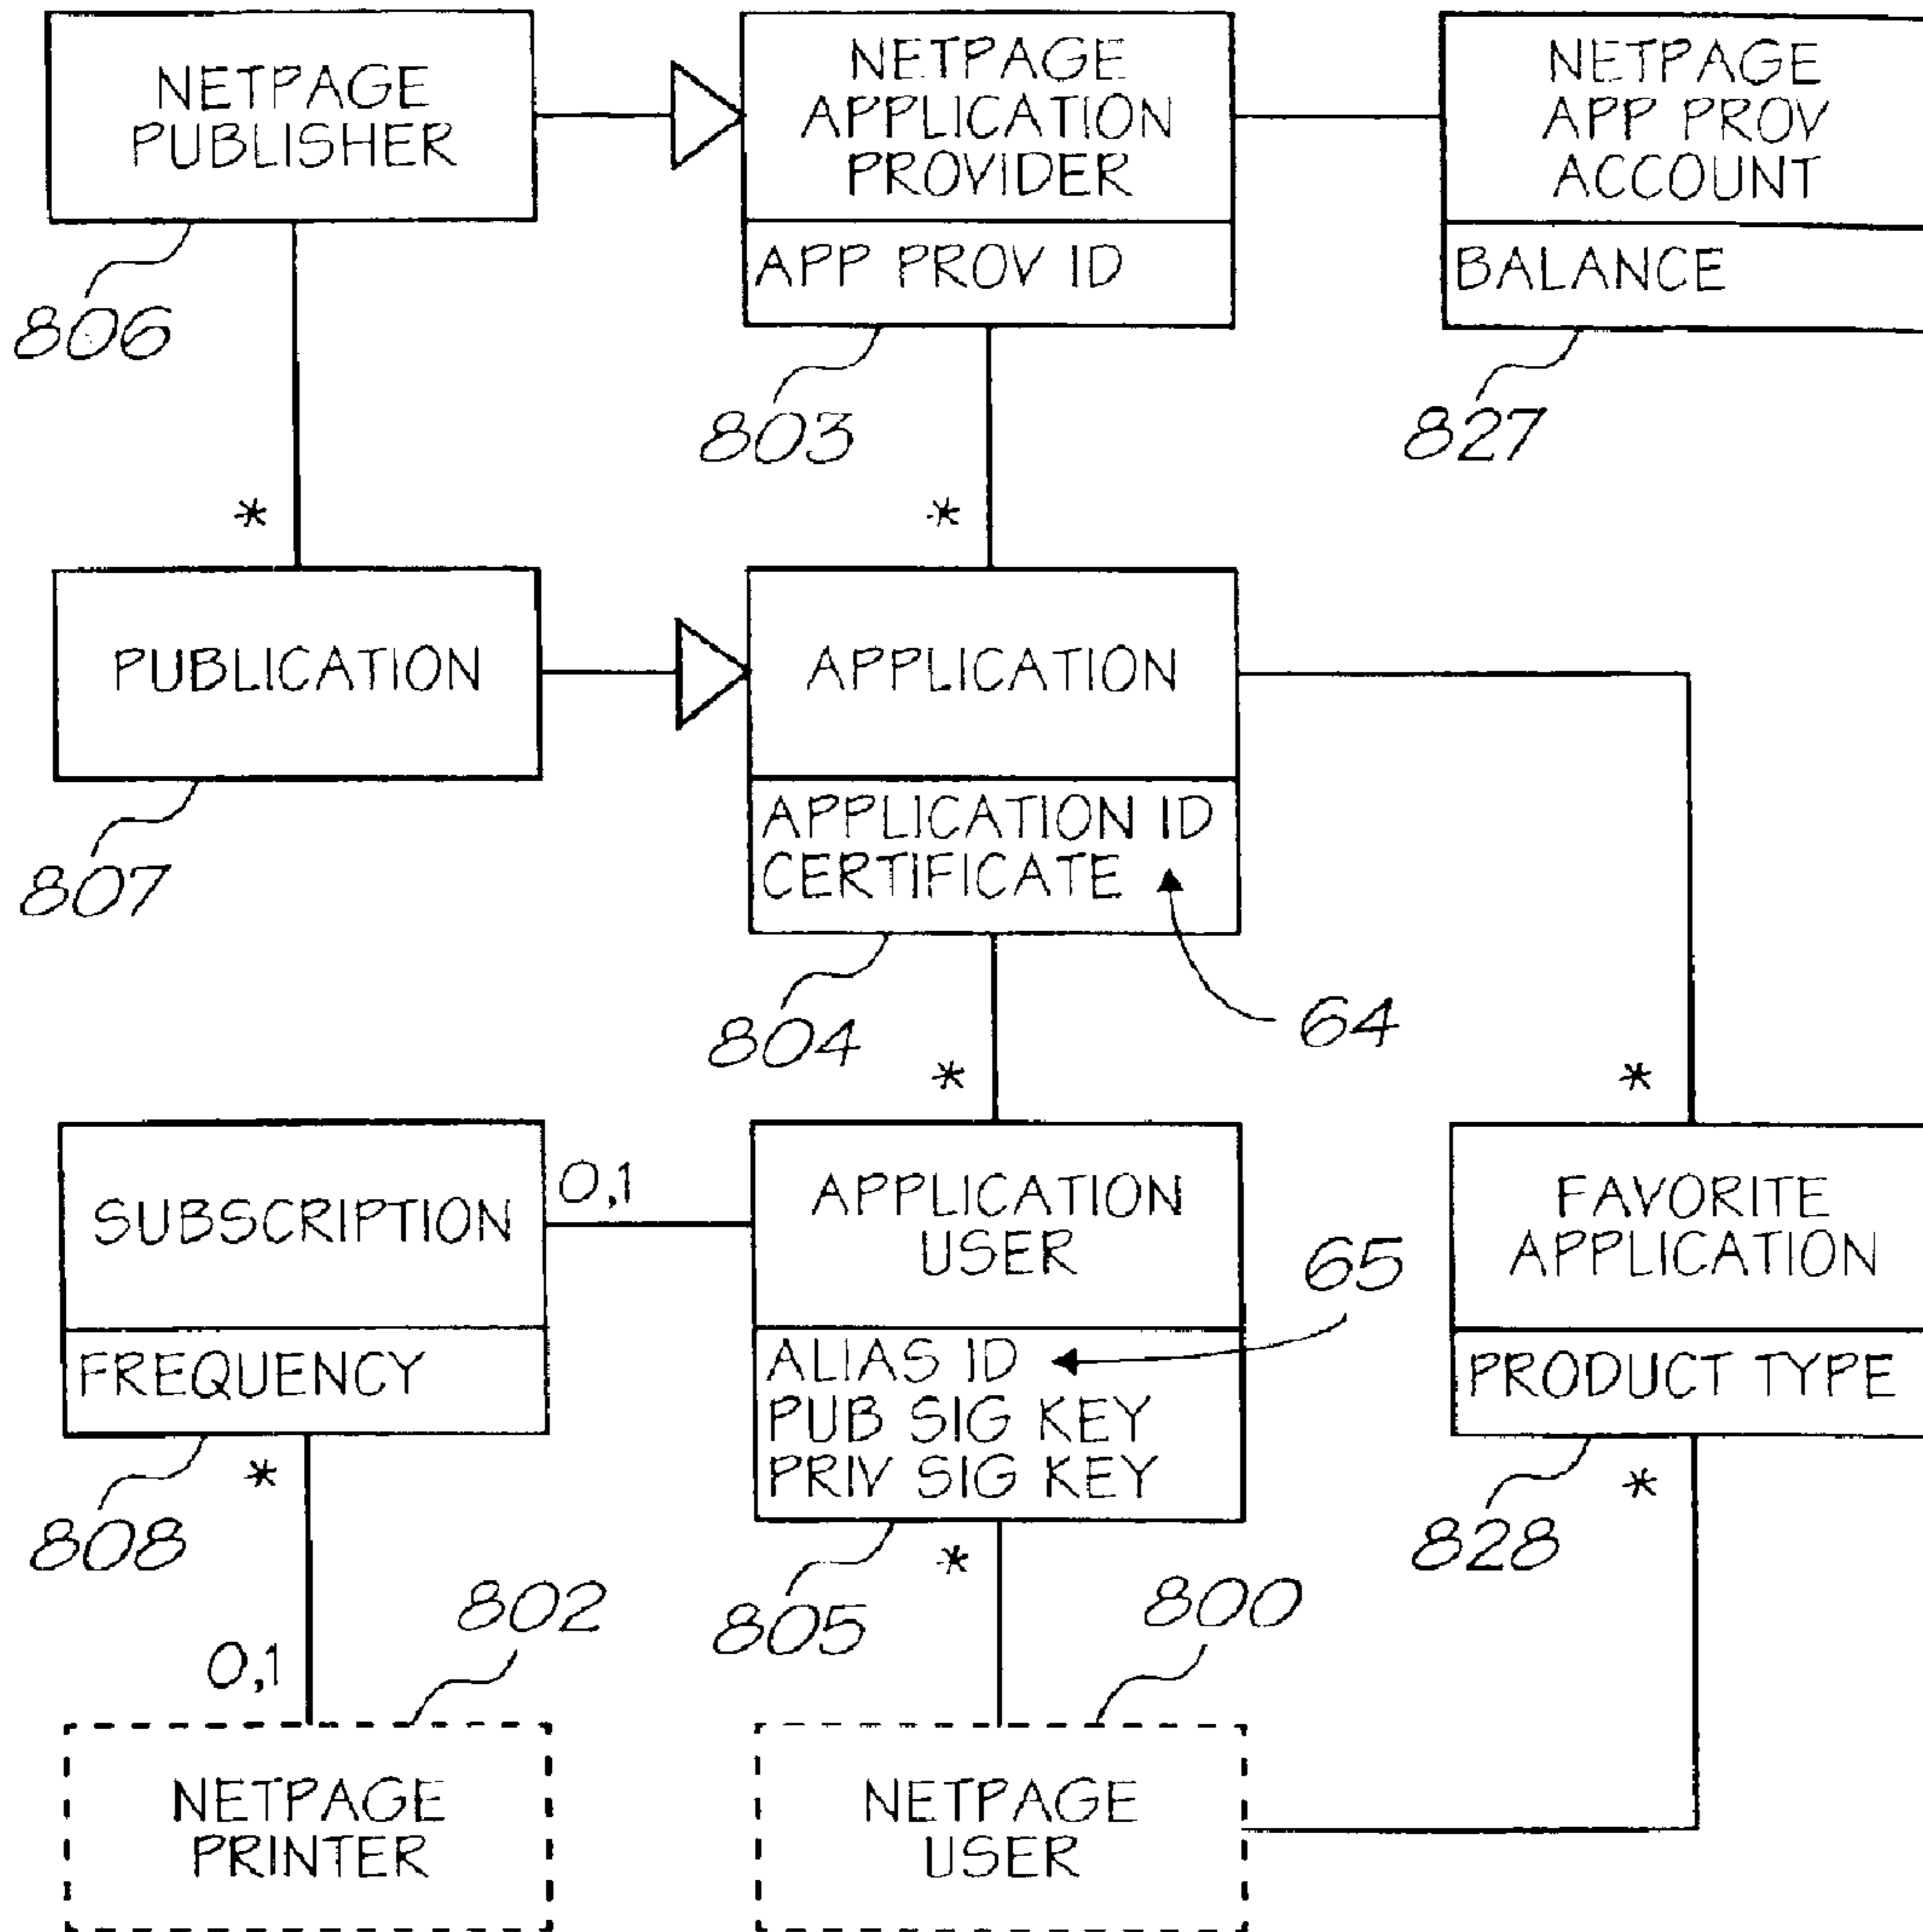 NETPAGE
PUBLISHER
806
NETPAGE
APPLICATION
PROVIDER
APP PROV ID
803
NETPAGE
APP PROV
ACCOUNT
BALANCE
827
*
*
PUBLICATION
807
APPLICATION
APPLICATION ID
CERTIFICATE
64
804
*
*
SUBSCRIPTION
FREQUENCY
808
0,1
APPLICATION
USER
65
ALIAS ID
PUB SIG KEY
PRIV SIG KEY
805
FAVORITE
APPLICATION
PRODUCT TYPE
828
*
*
*
802
800
0,1
NETPAGE
PRINTER
NETPAGE
USER